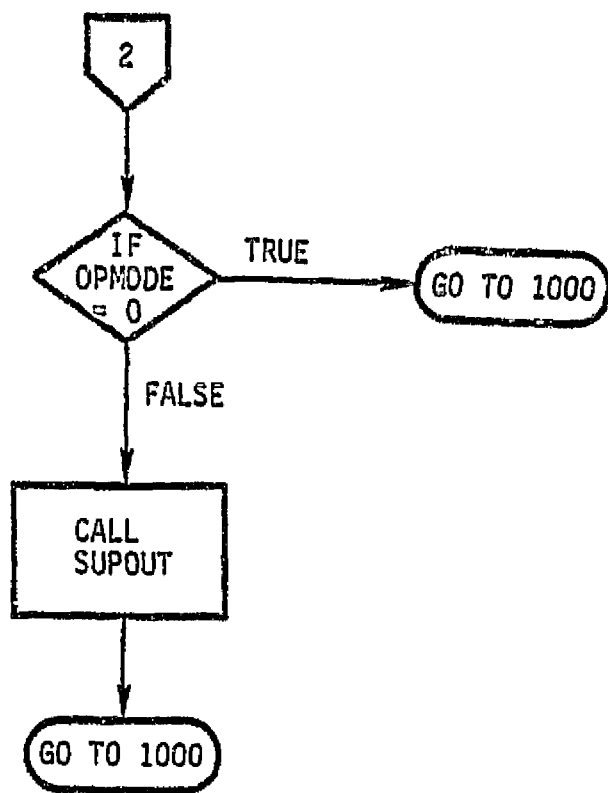 2
IF
OPMODE
= 0
TRUE
GO TO 1000
FALSE
CALL
SUPOUT
GO TO 1000